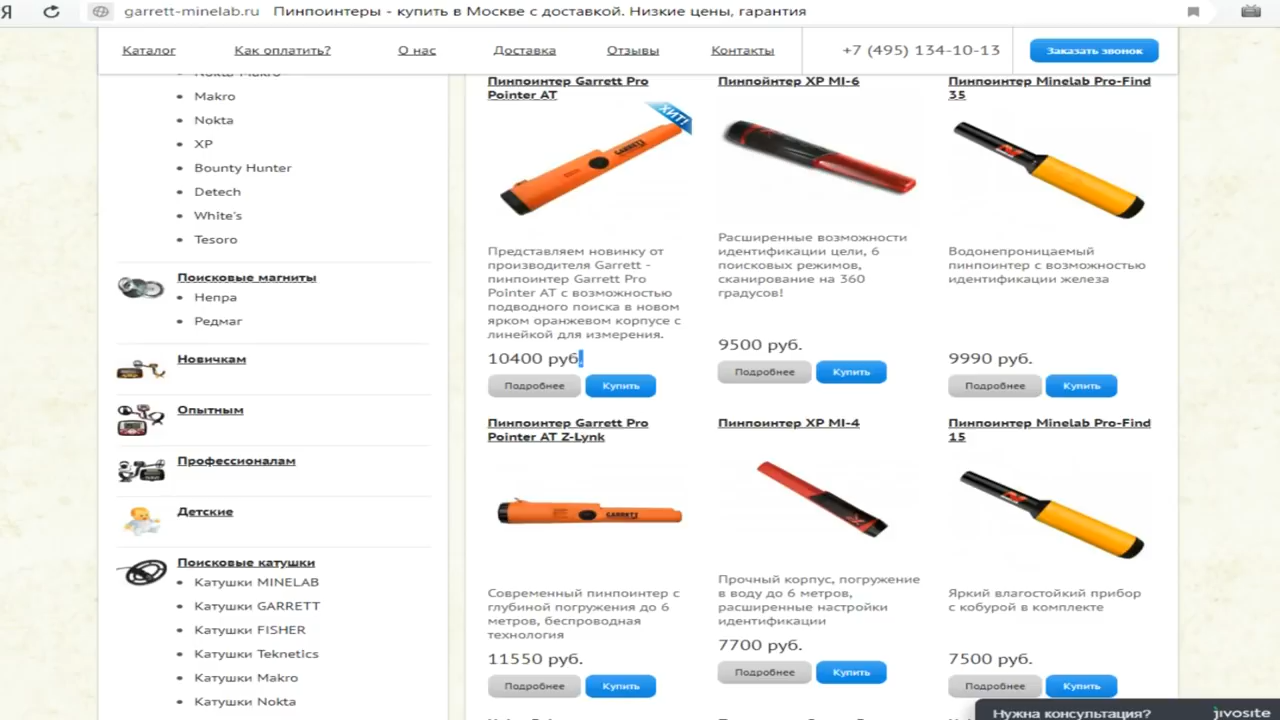 Я garrett-minelab.ru Пинпоинтеры - купить в Москве с доставкой. Низкие цены, гарантия
Каталог Как оплатить? О нас Доставка Отзывы Контакты +7 (495) 134-10-13 Заказать звонок
Nokta-Makro
Makro
Nokta
XP
Bounty Hunter
Detech
White's
Tesoro
Поисковые магниты
Непра
Редмаг
Новичкам
Опытным
Профессионалам
Детские
Поисковые катушки
Катушки MINELAB
Катушки GARRETT
Катушки FISHER
Катушки Teknetics
Катушки Makro
Катушки Nokta
Пинпоинтер Garrett Pro
Pointer AT
ХИТ!
GARRETT
Представляем новинку от
производителя Garrett -
пинпоинтер Garrett Pro
Pointer AT с возможностью
подводного поиска в новом
ярком оранжевом корпусе с
линейкой для измерения.
10400 руб.
Подробнее Купить
Пинпойнтер XP MI-6
Расширенные возможности
идентификации цели, 6
поисковых режимов,
сканирование на 360
градусов!
9500 руб.
Подробнее Купить
Пинпоинтер Minelab Pro-Find
35
Водонепроницаемый
пинпоинтер с возможностью
идентификации железа
9990 руб.
Подробнее Купить
Пинпоинтер Garrett Pro
Pointer AT Z-Lynk
GARRETT
Современный пинпоинтер с
глубиной погружения до 6
метров, беспроводная
технология
11550 руб.
Подробнее Купить
Пинпоинтер XP MI-4
Прочный корпус, погружение
в воду до 6 метров,
расширенные настройки
идентификации
7700 руб.
Подробнее Купить
Пинпоинтер Minelab Pro-Find
15
Яркий влагостойкий прибор
с кобурой в комплекте
7500 руб.
Подробнее Купить
Нужна консультация? jivosite